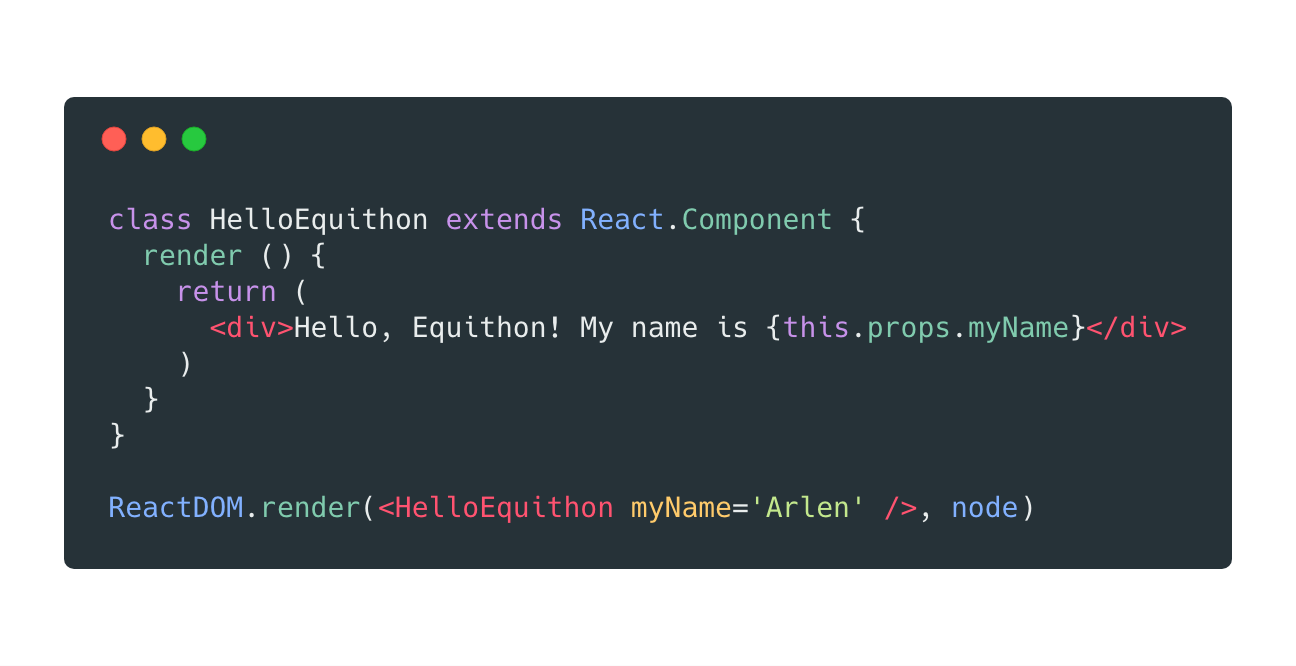 class HelloEquithon extends React.Component {
  render () {
    return (
      <div>Hello, Equithon! My name is {this.props.myName}</div>
    )
  }
}

ReactDOM.render(<HelloEquithon myName='Arlen' />, node)